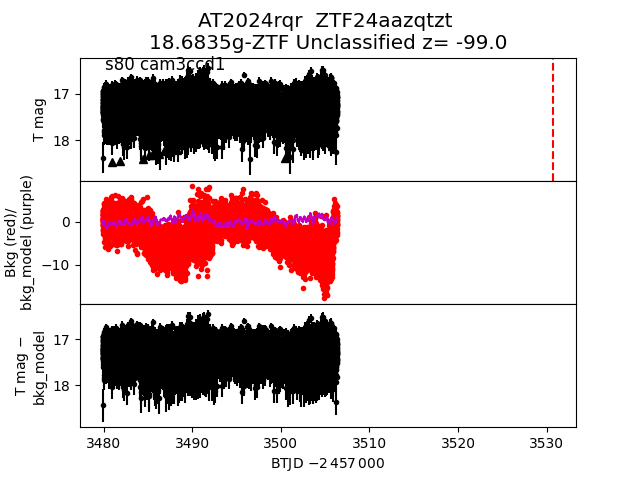 AT2024rqr  ZTF24aazqtzt
18.6835g-ZTF Unclassified z= -99.0
s80 cam3ccd1
T mag
17
18
Bkg (red)/
bkg_model (purple)
0
−10
T mag −
bkg_model
17
18
3480
3490
3500
3510
3520
3530
BTJD −2 457 000